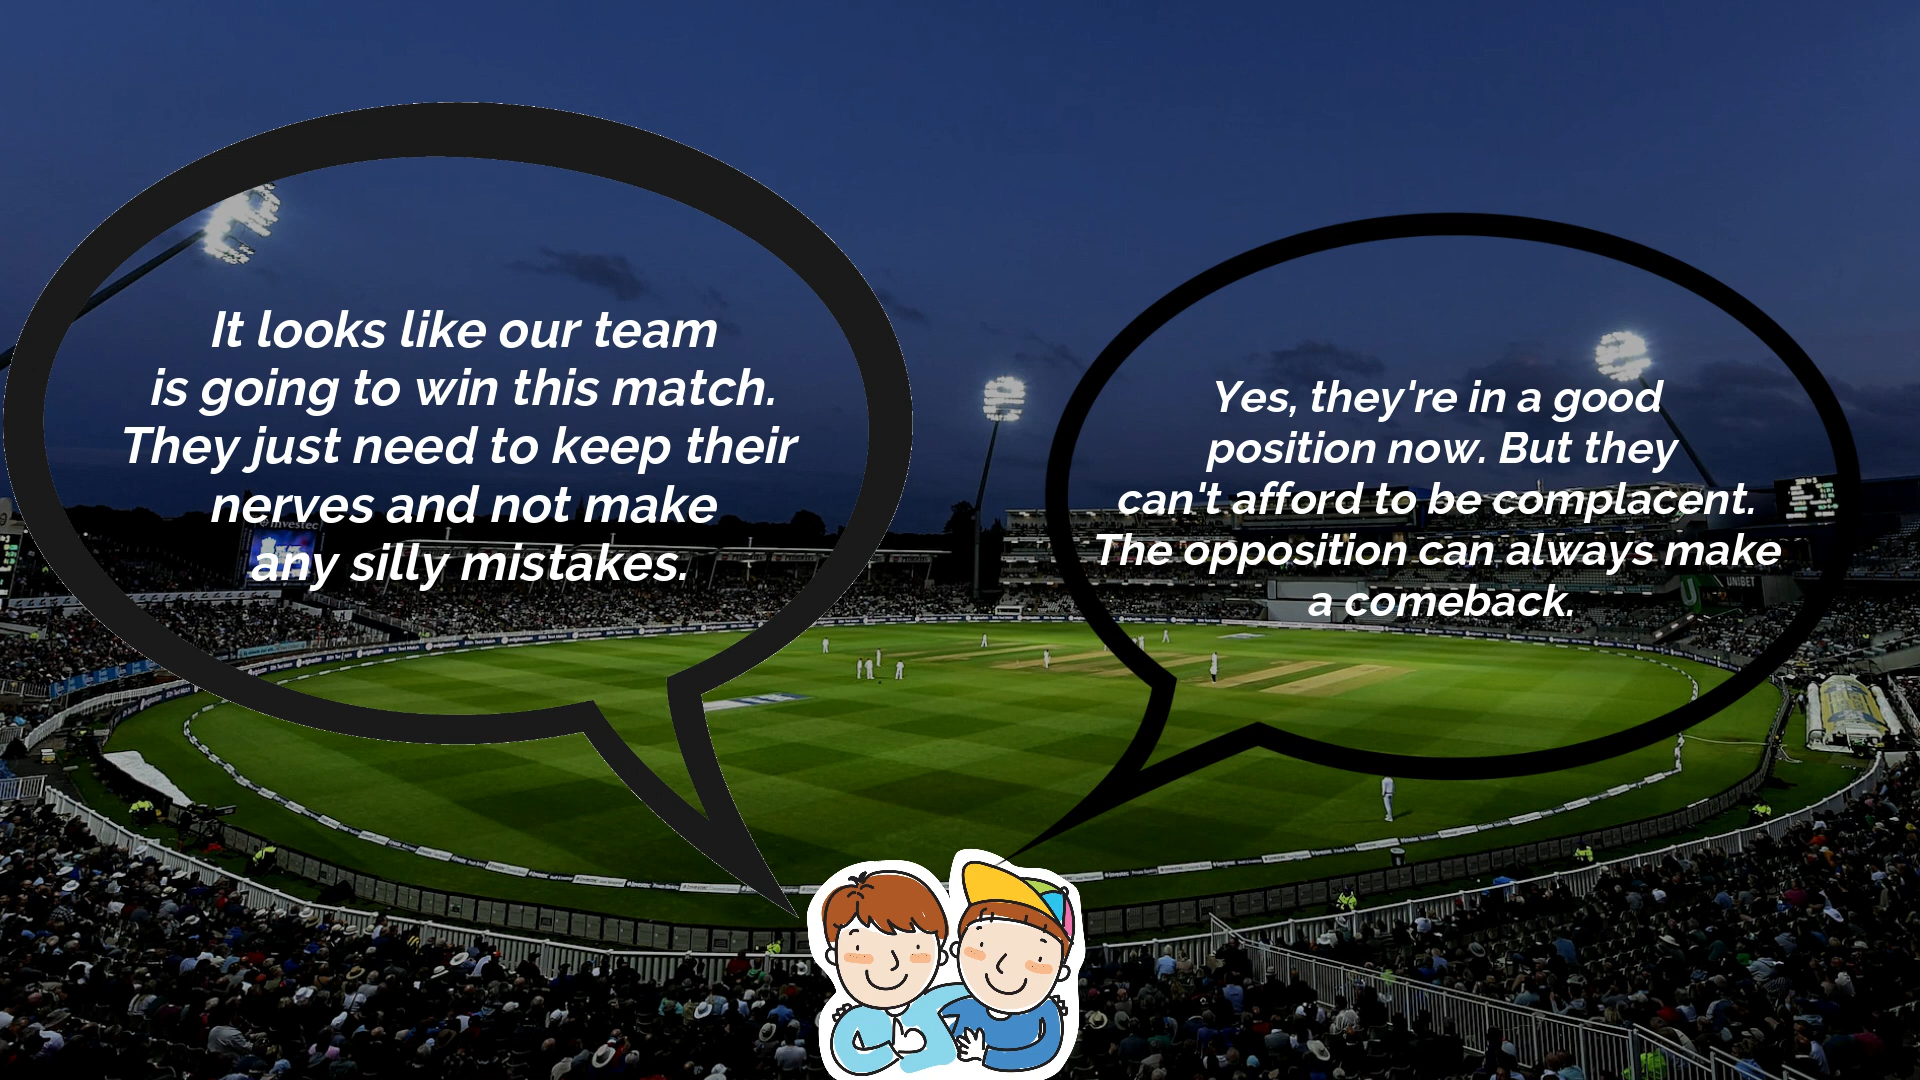 It looks like our team
is going to win this match.
They just need to keep their
nerves and not make
any silly mistakes.
Yes, they're in a good
position now. But they
can't afford to be complacent.
The opposition can always make
a comeback.
investec
UNIBET